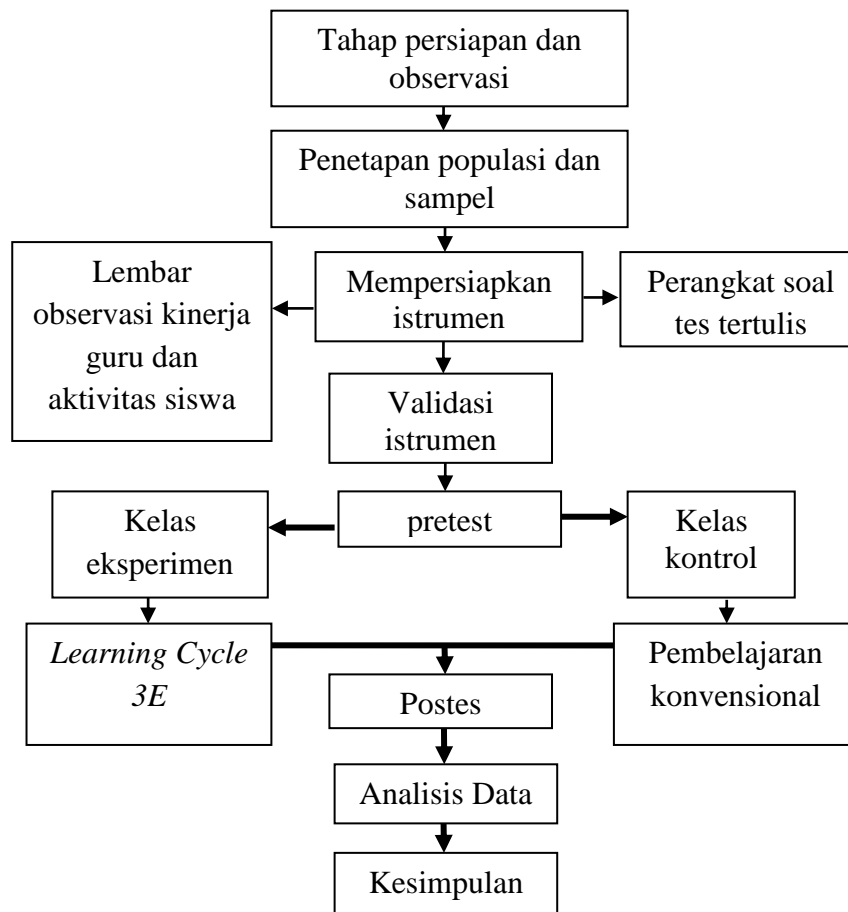 Tahap persiapan dan
observasi
Penetapan populasi dan
sampel
Lembar
observasi kinerja
guru dan
aktivitas siswa
Mempersiapkan
istrumen
Perangkat soal
tes tertulis
Validasi
istrumen
Kelas
eksperimen
pretest
Kelas
kontrol
Learning Cycle
3E
Pembelajaran
konvensional
Postes
Analisis Data
Kesimpulan